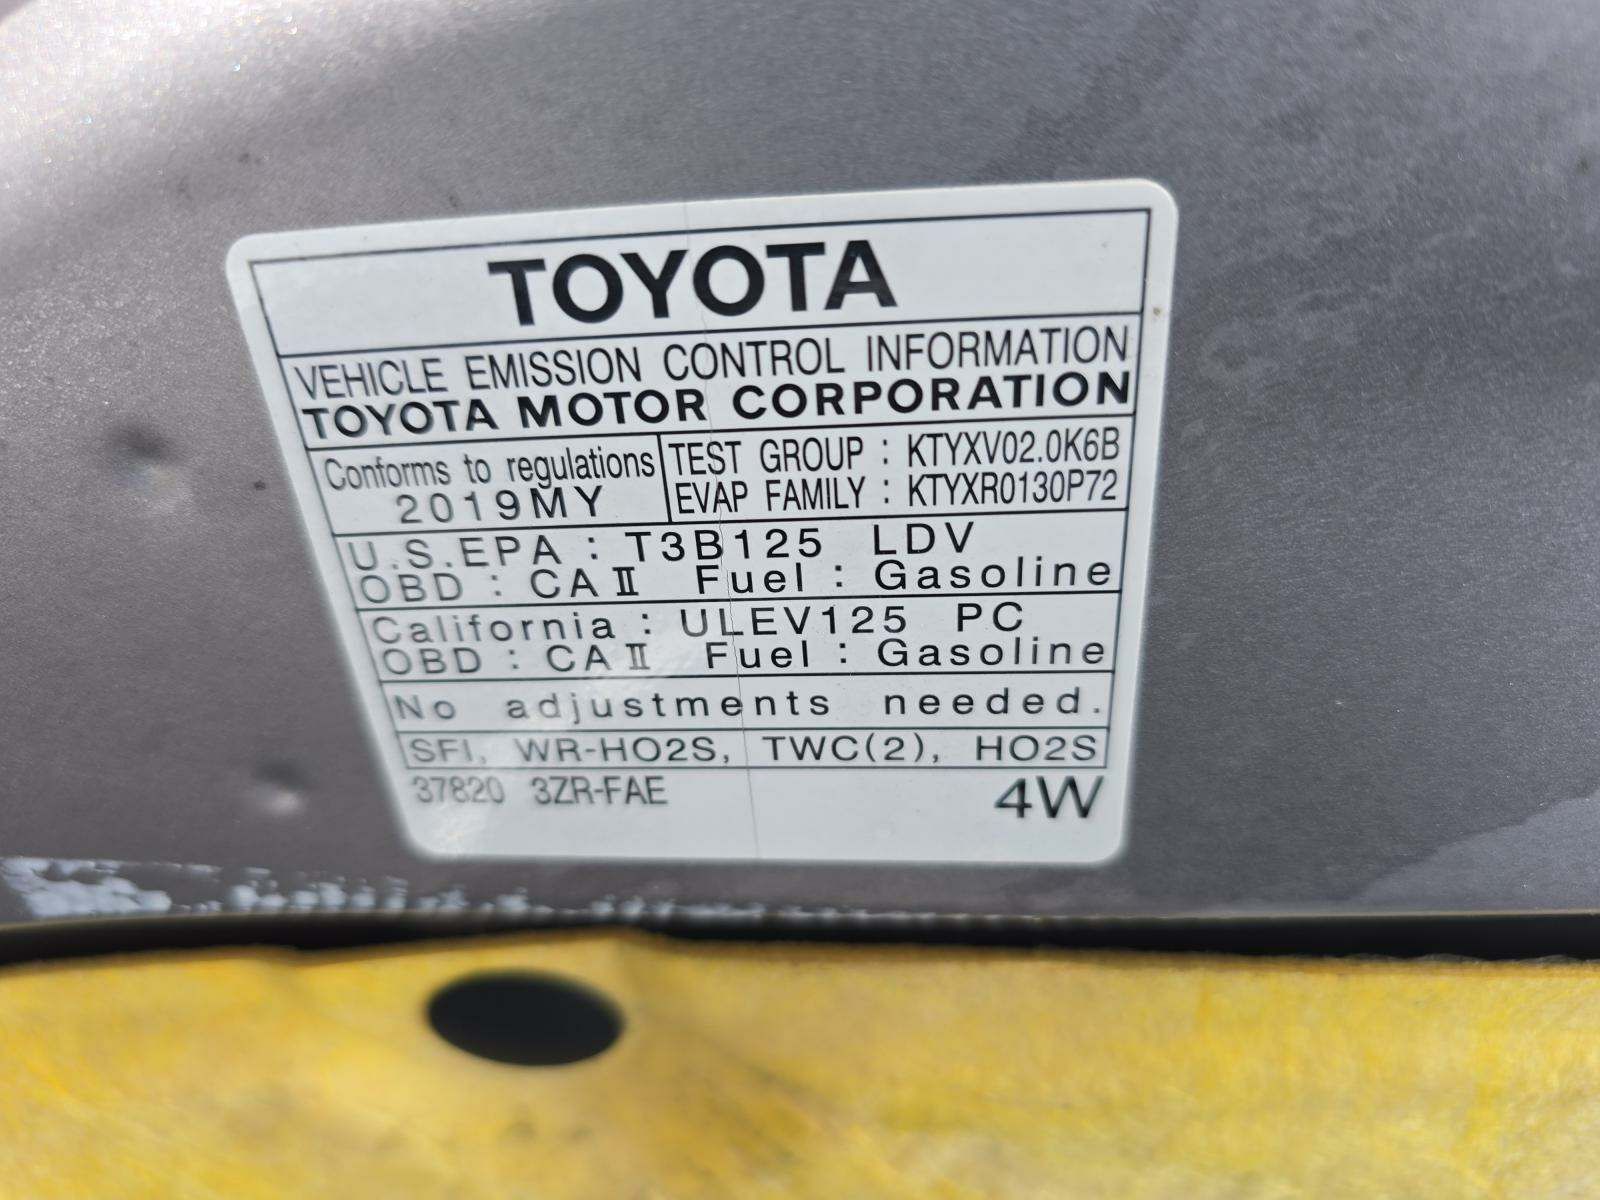 TOYOTA
VEHICLE EMISSION CONTROL INFORMATION
TOYOTA MOTOR CORPORATION
Conforms to regulations
2019MY
TEST GROUP : KTYXV02.0K6B
EVAP FAMILY : KTYXR0130P72
U.S.EPA : T3B125 LDV
OBD : CAⅡ Fuel : Gasoline
California : ULEV125 PC
OBD : CAⅡ Fuel : Gasoline
No adjustments needed.
SFI, WR-HO2S, TWC(2), HO2S
37820 3ZR-FAE 4W